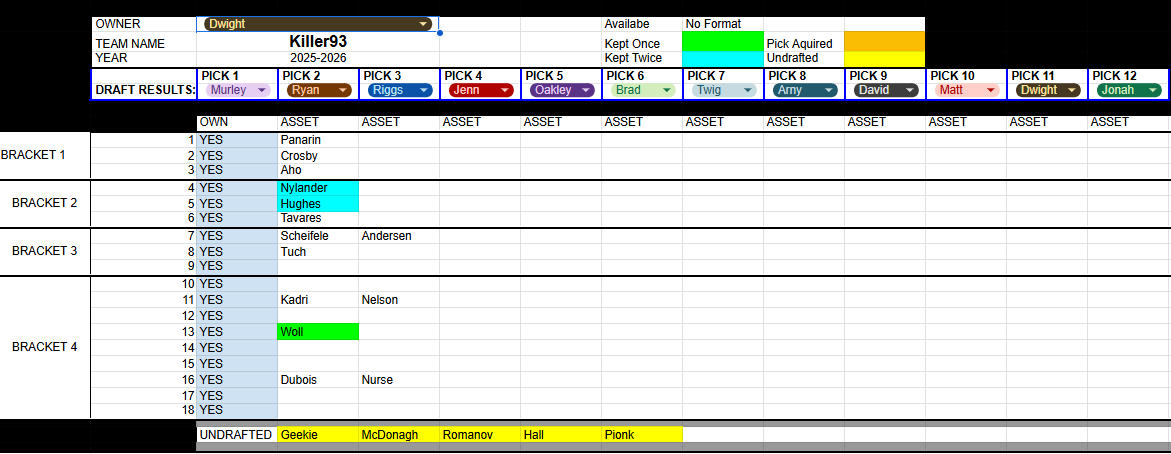 OWNER Dwight Availabe No Format
TEAM NAME Killer93 Kept Once Pick Aquired
YEAR 2025-2026 Kept Twice Undrafted
PICK 1 PICK 2 PICK 3 PICK 4 PICK 5 PICK 6 PICK 7 PICK 8 PICK 9 PICK 10 PICK 11 PICK 12
DRAFT RESULTS: Murley Ryan Riggs Jenn Oakley Brad Twig Arny David Matt Dwight Jonah
OWN ASSET ASSET ASSET ASSET ASSET ASSET ASSET ASSET ASSET ASSET ASSET
BRACKET 1
1 YES Panarin
2 YES Crosby
3 YES Aho
BRACKET 2
4 YES Nylander
5 YES Hughes
6 YES Tavares
BRACKET 3
7 YES Scheifele Andersen
8 YES Tuch
9 YES
BRACKET 4
10 YES
11 YES Kadri Nelson
12 YES
13 YES Woll
14 YES
15 YES
16 YES Dubois Nurse
17 YES
18 YES
UNDRAFTED Geekie McDonagh Romanov Hall Pionk